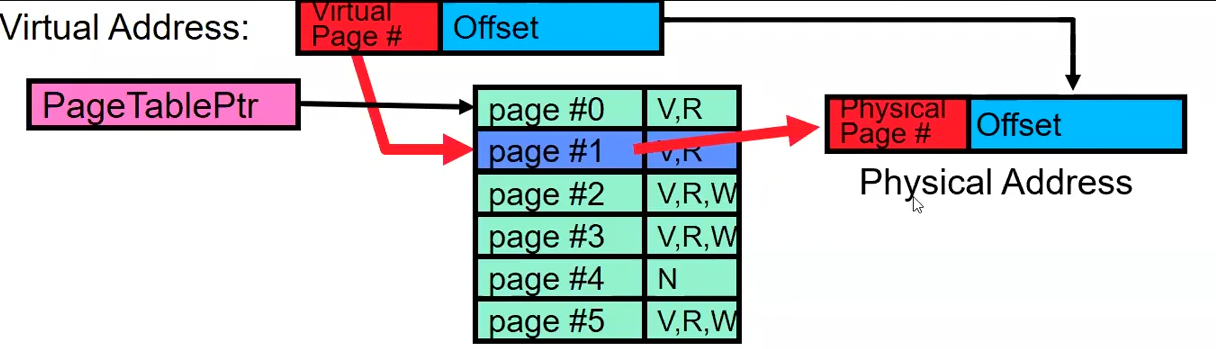 Virtual Address:
Virtual
Page #
Offset
PageTablePtr
page #0 V,R
page #1 V,R
page #2 V,R,W
page #3 V,R,W
page #4 N
page #5 V,R,W
Physical
Page #
Offset
Physical Address